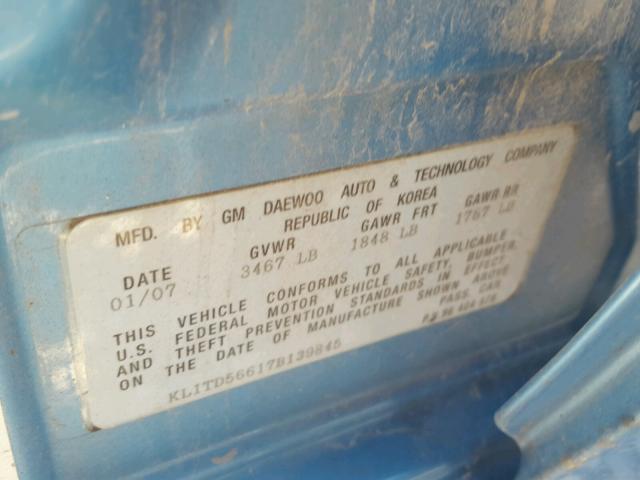 MFD. BY GM DAEWOO AUTO & TECHNOLOGY COMPANY
REPUBLIC OF KOREA
DATE GVWR GAWR FRT GAWR RR
01/07 3467 LB 1848 LB 1787 LB
THIS VEHICLE CONFORMS TO ALL APPLICABLE
U.S. FEDERAL MOTOR VEHICLE SAFETY, BUMPER,
AND THEFT PREVENTION STANDARDS IN EFFECT
ON THE DATE OF MANUFACTURE SHOWN ABOVE
PASS. CAR
KL1TD56617B139845 P.O 96